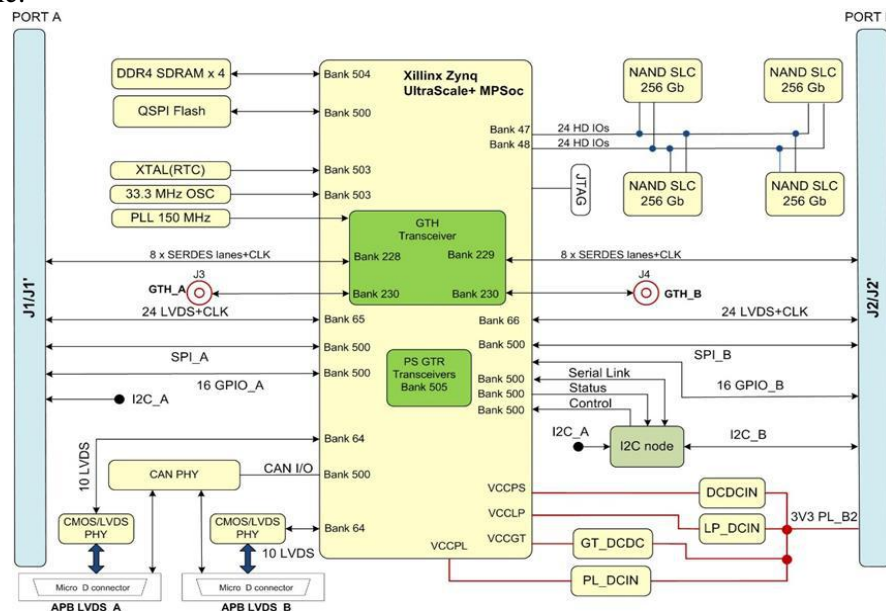 PORT A
DDR4 SDRAM x 4
QSPI Flash
XTAL(RTC)
33.3 MHz OSC
PLL 150 MHz
Bank 504
Bank 500
Bank 503
Bank 503
Xillinx Zynq
UltraScale+ MPSoc
Bank 47
Bank 48
24 HD IOs
24 HD IOs
NAND SLC
256 Gb
NAND SLC
256 Gb
NAND SLC
256 Gb
NAND SLC
256 Gb
JTAG
GTH
Transceiver
Bank 228
Bank 229
Bank 230
Bank 230
8 x SERDES lanes+CLK
8 x SERDES lanes+CLK
J3
GTH_A
J4
GTH_B
J1/J1'
J2/J2'
24 LVDS+CLK
Bank 65
Bank 66
24 LVDS+CLK
SPI_A
Bank 500
Bank 500
SPI_B
16 GPIO_A
Bank 500
16 GPIO_B
PS GTR
Transceivers
Bank 505
Bank 500
Bank 500
Bank 500
Serial Link
Status
Control
I2C_A
I2C_A
I2C node
I2C_B
10 LVDS
Bank 64
CAN PHY
CAN I/O
Bank 500
CMOS/LVDS
PHY
CMOS/LVDS
PHY
Bank 64
10 LVDS
VCCPS
VCCLP
VCCGT
VCCPL
DCDCIN
LP_DCIN
GT_DCDC
PL_DCIN
3V3 PL_B2
Micro D connector
Micro D connector
APB LVDS_A
APB LVDS_B